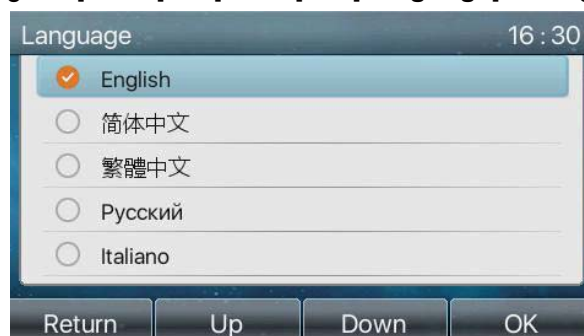 Language 16:30
English
简体中文
繁體中文
Русский
Italiano
Return Up Down OK